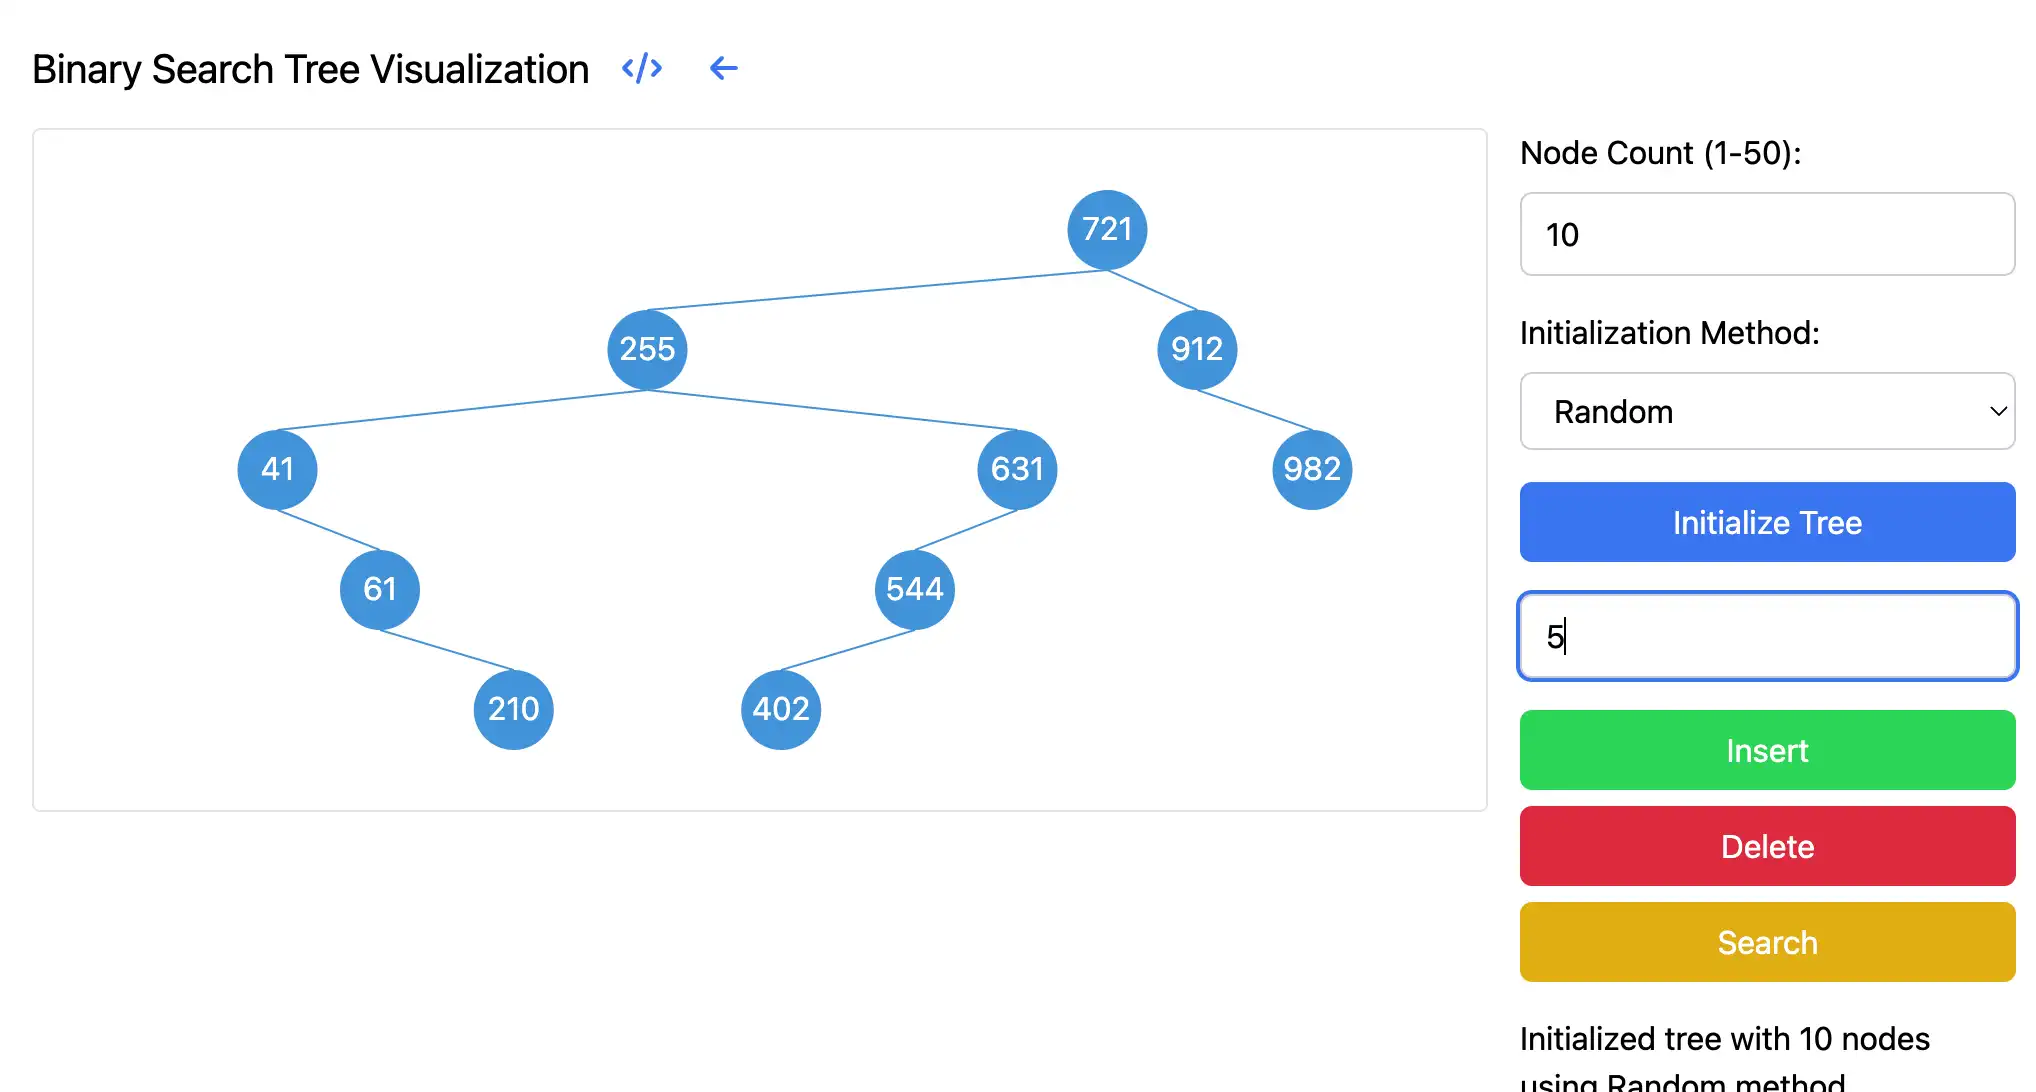 Binary Search Tree Visualization </> ←
721
255 912
41 631 982
61 544
210 402
Node Count (1-50):
10
Initialization Method:
Random
Initialize Tree
5
Insert
Delete
Search
Initialized tree with 10 nodes
using Random method